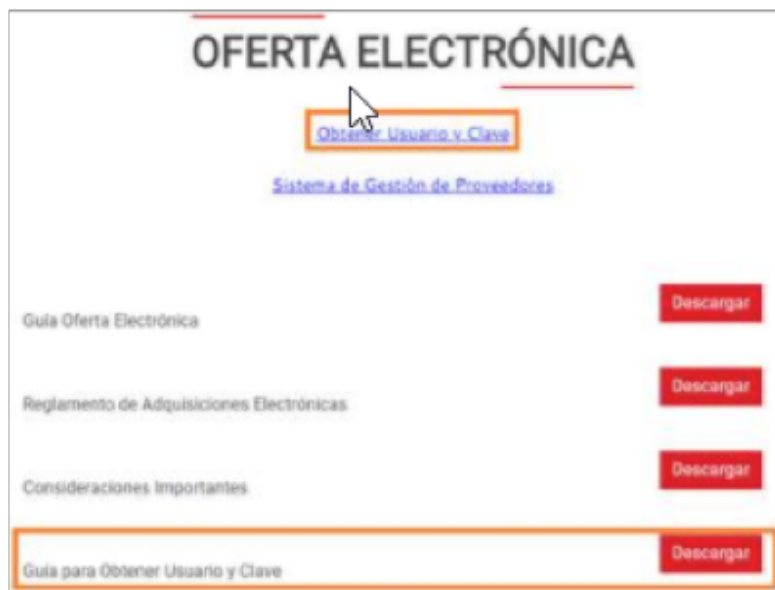 OFERTA ELECTRÓNICA
Obtener Usuario y Clave
Sistema de Gestión de Proveedores
Guía Oferta Electrónica
Descargar
Reglamento de Adquisiciones Electrónicas
Descargar
Consideraciones Importantes
Descargar
Guía para Obtener Usuario y Clave
Descargar